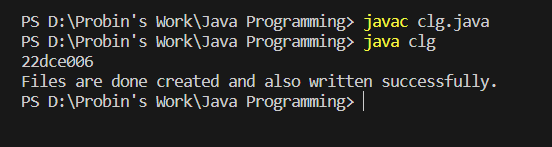 PS D:\Probin's Work\Java Programming> javac clg.java
PS D:\Probin's Work\Java Programming> java clg
22dce006
Files are done created and also written successfully.
PS D:\Probin's Work\Java Programming>